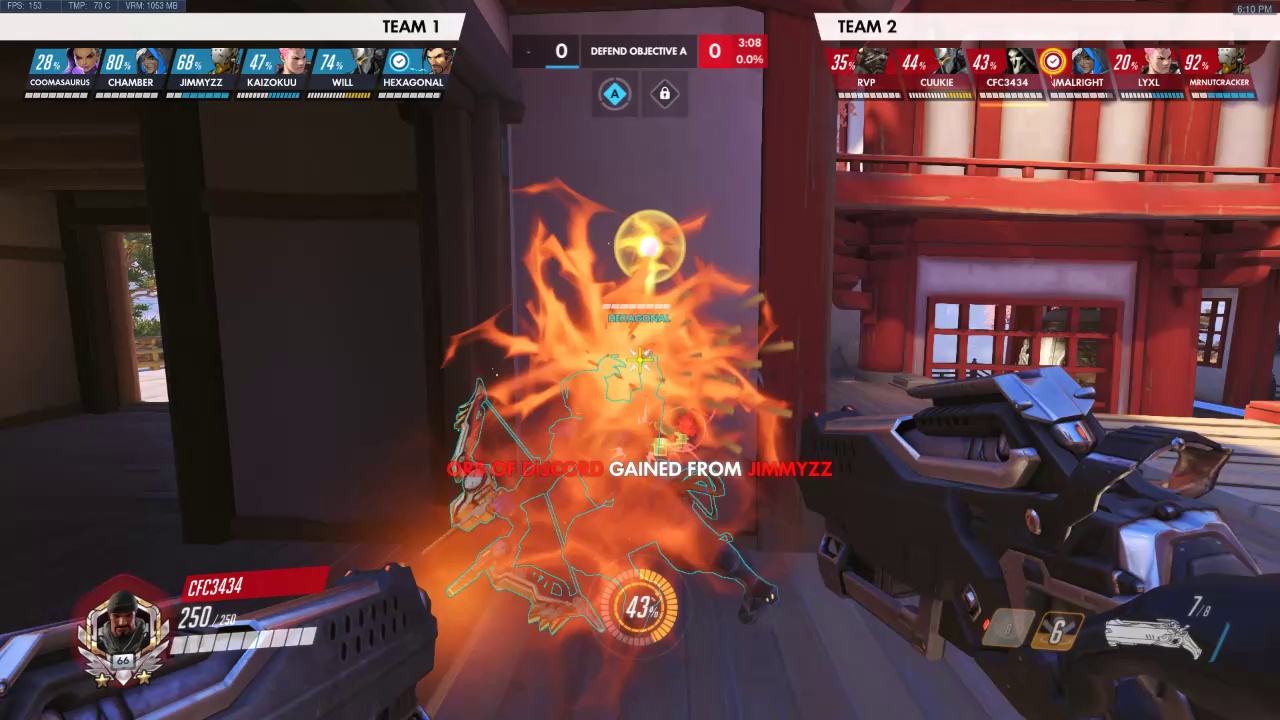 FPS: 153 TMP: 70 C VRM: 1053 MB
6:10 PM
TEAM 1
TEAM 2
0 DEFEND OBJECTIVE A 0 3:08
0.0%
28% 80% 68% 47% 74%
COOMASAURUS CHAMBER JIMMYZZ KAIZOKUU WILL HEXAGONAL
35% 44% 43% 20% 92%
RVP CUUKIE CFC3434 IMALRIGHT LYXL MRNUTCRACKER
A
HEXAGONAL
ORB OF DISCORD GAINED FROM JIMMYZZ
CFC3434
250/250
66
43%
8
6
7/8